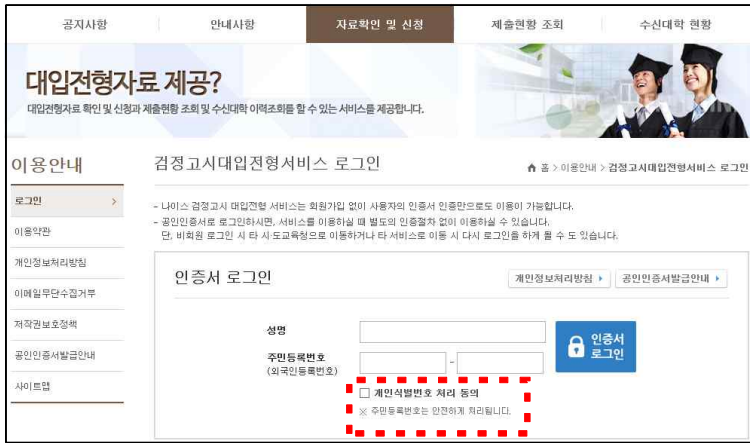 공지사항 안내사항 자료확인 및 신청 제출현황 조회 수신대학 현황
대입전형자료 제공?
대입전형자료 확인 및 신청과 제출현황 조회 및 수신대학 이력조회를 할 수 있는 서비스를 제공합니다.
이용안내
로그인 >
이용약관
개인정보처리방침
이메일무단수집거부
저작권보호정책
공인인증서발급안내
사이트맵
검정고시대입전형서비스 로그인
홈 > 이용안내 > 검정고시대입전형서비스 로그인
- 나이스 검정고시 대입전형 서비스는 회원가입 없이 사용자의 인증서 인증만으로도 이용이 가능합니다.
- 공인인증서로 로그인하시면, 서비스를 이용하실 때 별도의 인증절차 없이 이용하실 수 있습니다.
단, 비회원 로그인 시 타 시·도교육청으로 이동하거나 타 서비스로 이동 시 다시 로그인을 하게 될 수 도 있습니다.
인증서 로그인
개인정보처리방침
공인인증서발급안내
성명
주민등록번호 -
(외국인등록번호)
인증서
로그인
개인식별번호 처리 동의
※ 주민등록번호는 안전하게 처리됩니다.